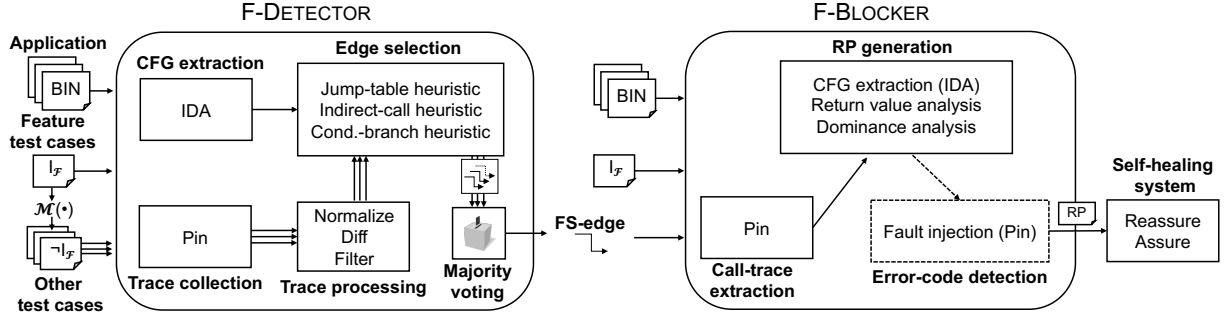 F-DETECTOR
F-BLOCKER
Application
BIN
Feature
test cases
I𝓕
𝓜(•)
¬I𝓕
Other
test cases
CFG extraction
IDA
Edge selection
Jump-table heuristic
Indirect-call heuristic
Cond.-branch heuristic
Pin
Trace collection
Normalize
Diff
Filter
Trace processing
Majority
voting
FS-edge
BIN
I𝓕
RP generation
CFG extraction (IDA)
Return value analysis
Dominance analysis
Pin
Call-trace
extraction
Fault injection (Pin)
Error-code detection
RP
Self-healing
system
Reassure
Assure